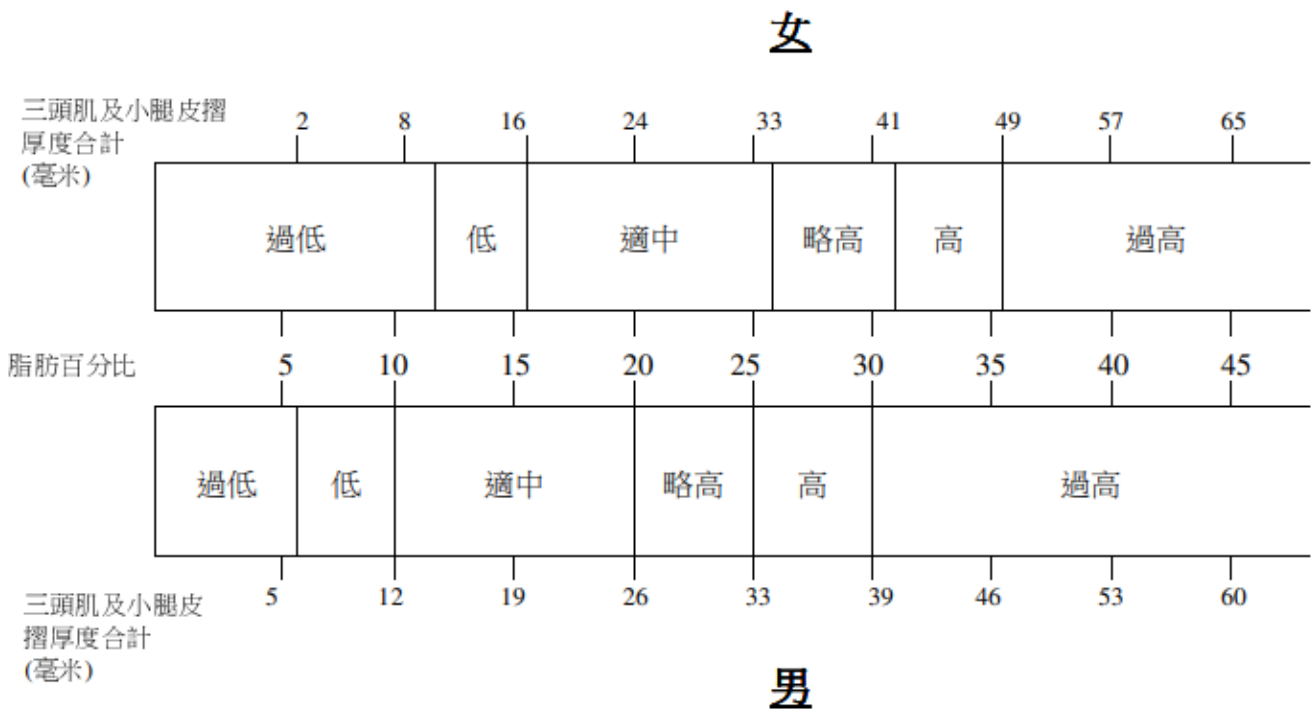 女
三頭肌及小腿皮摺
厚度合計
(毫米)
2 8 16 24 33 41 49 57 65
過低 低 適中 略高 高 過高
脂肪百分比 5 10 15 20 25 30 35 40 45
過低 低 適中 略高 高 過高
5 12 19 26 33 39 46 53 60
三頭肌及小腿皮
摺厚度合計
(毫米)
男